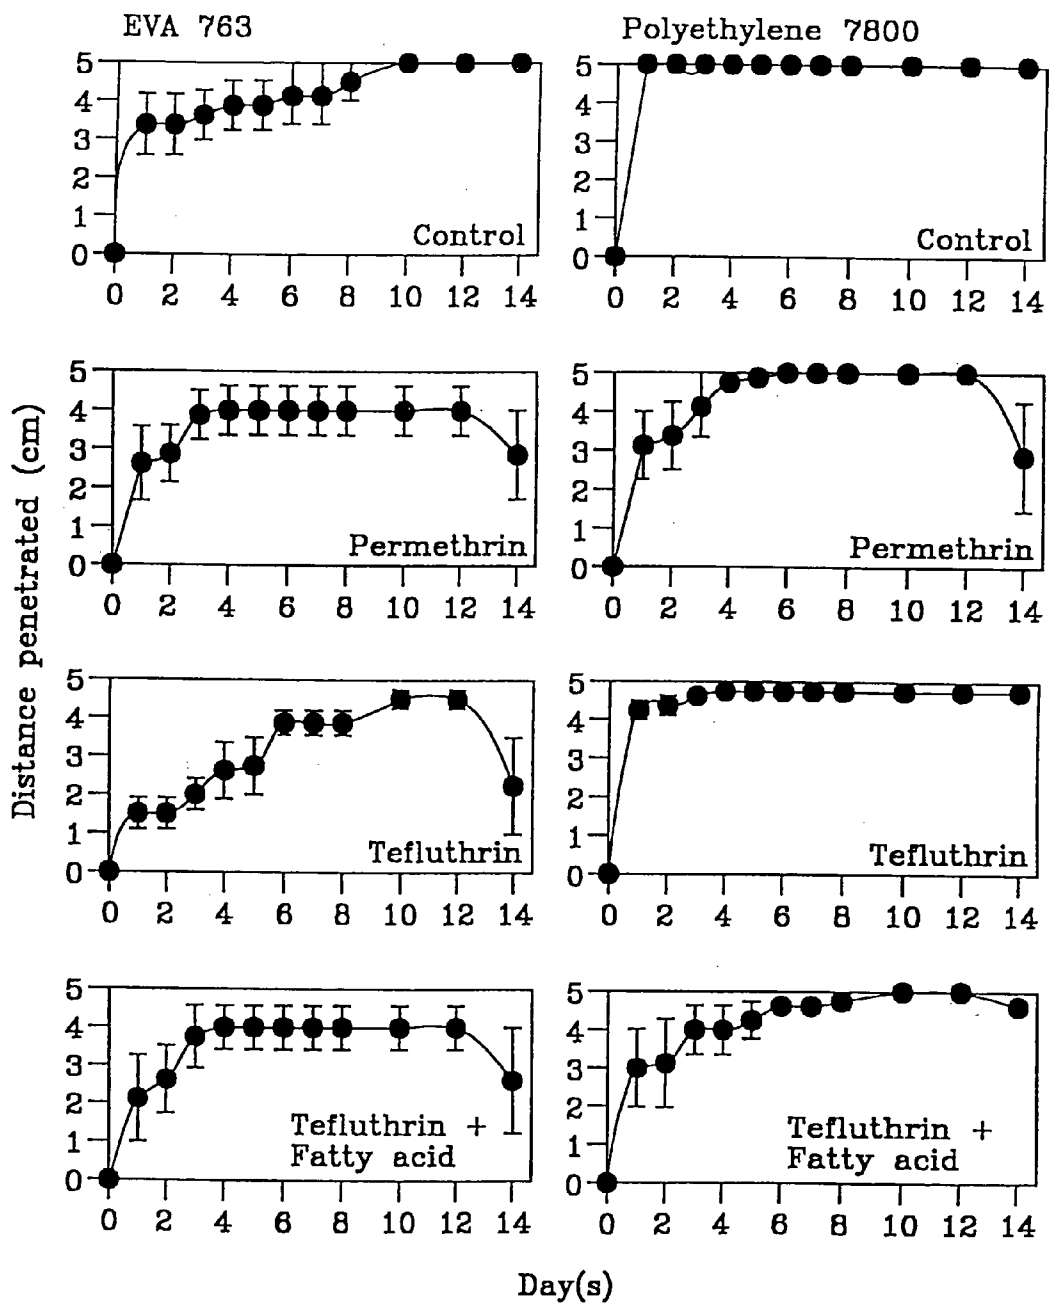 EVA 763
Polyethylene 7800
Distance penetrated (cm)
5
4
3
2
1
0
0 2 4 6 8 10 12 14
Control
5
4
3
2
1
0
0 2 4 6 8 10 12 14
Control
5
4
3
2
1
0
0 2 4 6 8 10 12 14
Permethrin
5
4
3
2
1
0
0 2 4 6 8 10 12 14
Permethrin
5
4
3
2
1
0
0 2 4 6 8 10 12 14
Tefluthrin
5
4
3
2
1
0
0 2 4 6 8 10 12 14
Tefluthrin
5
4
3
2
1
0
0 2 4 6 8 10 12 14
Tefluthrin +
Fatty acid
5
4
3
2
1
0
0 2 4 6 8 10 12 14
Tefluthrin +
Fatty acid
Day(s)